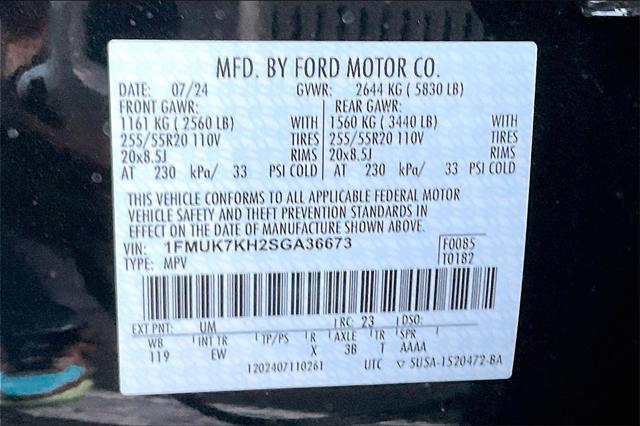 MFD. BY FORD MOTOR CO.
DATE: 07/24 GVWR: 2644 KG ( 5830 LB)
FRONT GAWR: REAR GAWR:
1161 KG ( 2560 LB) WITH 1560 KG ( 3440 LB) WITH
255/55R20 110V TIRES 255/55R20 110V TIRES
20x8.5J RIMS 20x8.5J RIMS
AT 230 kPa/ 33 PSI COLD AT 230 kPa/ 33 PSI COLD
THIS VEHICLE CONFORMS TO ALL APPLICABLE FEDERAL MOTOR
VEHICLE SAFETY AND THEFT PREVENTION STANDARDS IN
EFFECT ON THE DATE OF MANUFACTURE SHOWN ABOVE.
VIN: 1FMUK7KH2SGA36673 F0085
TYPE: MPV T0182
EXT PNT: UM RC: 23 DSO:
WB INT TR TP/PS R AXLE TR SPR
119 EW X 3B T AAAA
1202407110261 UTC ▽ SU5A-1520472-BA